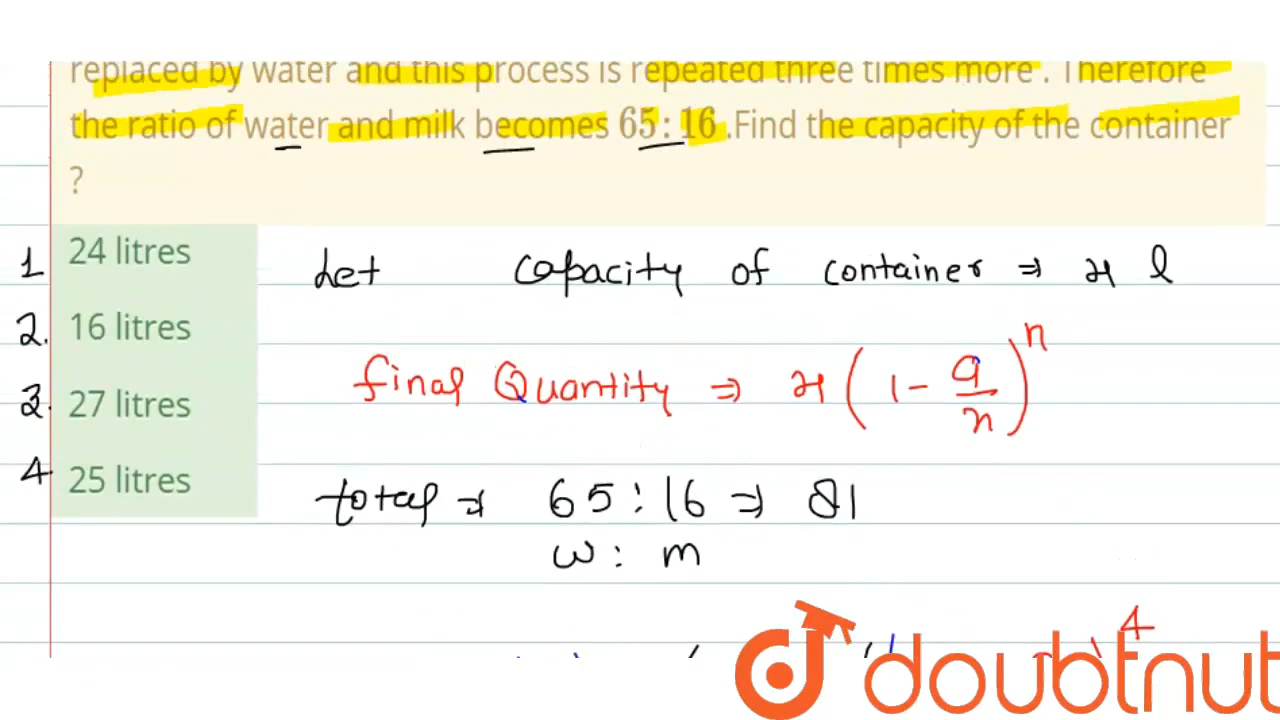 replaced by water and this process is repeated three times more . Therefore
the ratio of water and milk becomes 65 : 16 .Find the capacity of the container
?
1 24 litres
Let capacity of container ⇒ x l
2. 16 litres
final Quantity ⇒ x (1 - a/x)^n
3. 27 litres
4 25 litres
total ⇒ 65 : 16 ⇒ 81
w : m
4
doubtnut